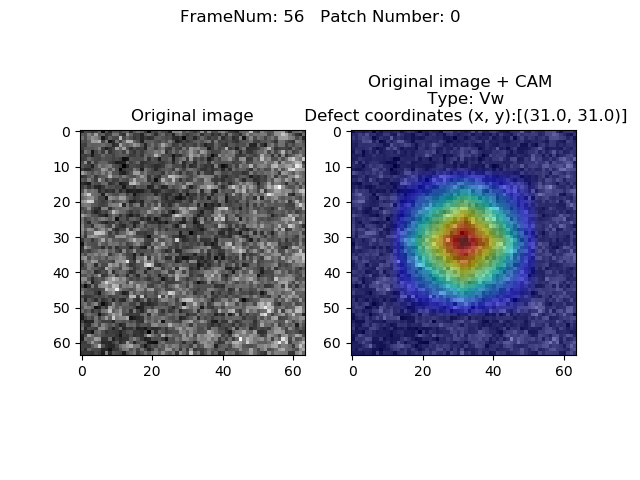 FrameNum: 56   Patch Number: 0
Original image
0
10
20
30
40
50
60
0 20 40 60
Original image + CAM
Type: Vw
Defect coordinates (x, y):[(31.0, 31.0)]
0
10
20
30
40
50
60
0 20 40 60